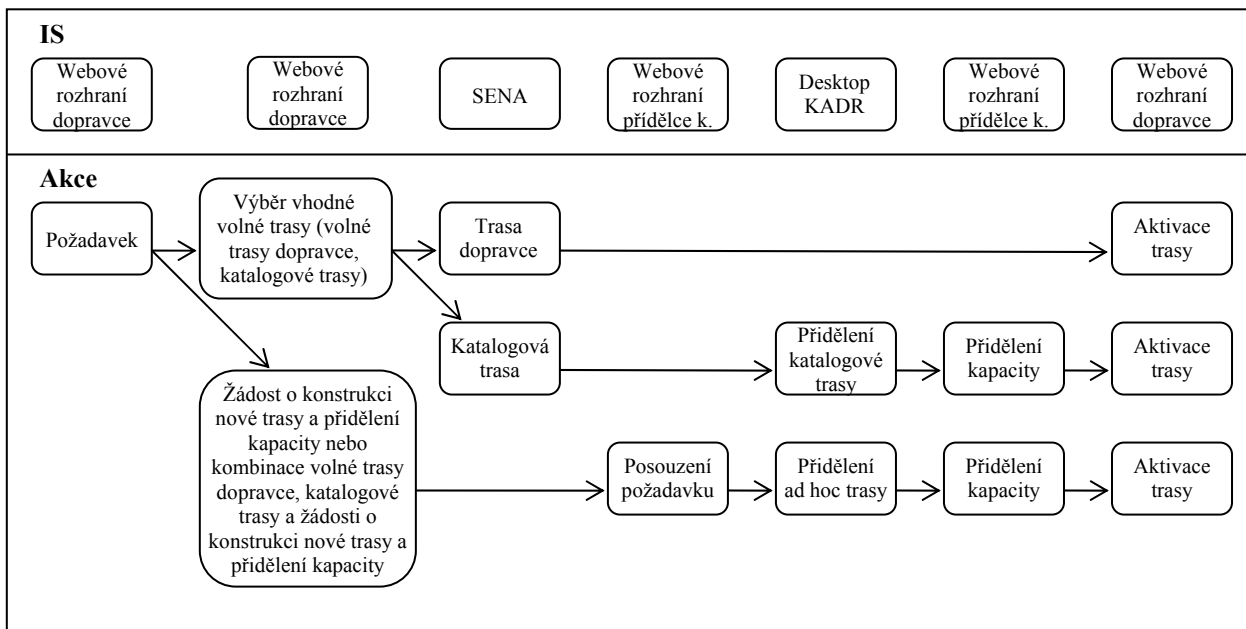 IS
Webové
rozhraní
dopravce
Webové
rozhraní
dopravce
SENA
Webové
rozhraní
přídělce k.
Desktop
KADR
Webové
rozhraní
přídělce k.
Webové
rozhraní
dopravce
Akce
Požadavek
Výběr vhodné
volné trasy (volné
trasy dopravce,
katalogové trasy)
Trasa
dopravce
Aktivace
trasy
Katalogová
trasa
Přidělení
katalogové
trasy
Přidělení
kapacity
Aktivace
trasy
Žádost o konstrukci
nové trasy a přidělení
kapacity nebo
kombinace volné trasy
dopravce, katalogové
trasy a žádosti o
konstrukci nové trasy a
přidělení kapacity
Posouzení
požadavku
Přidělení
ad hoc trasy
Přidělení
kapacity
Aktivace
trasy